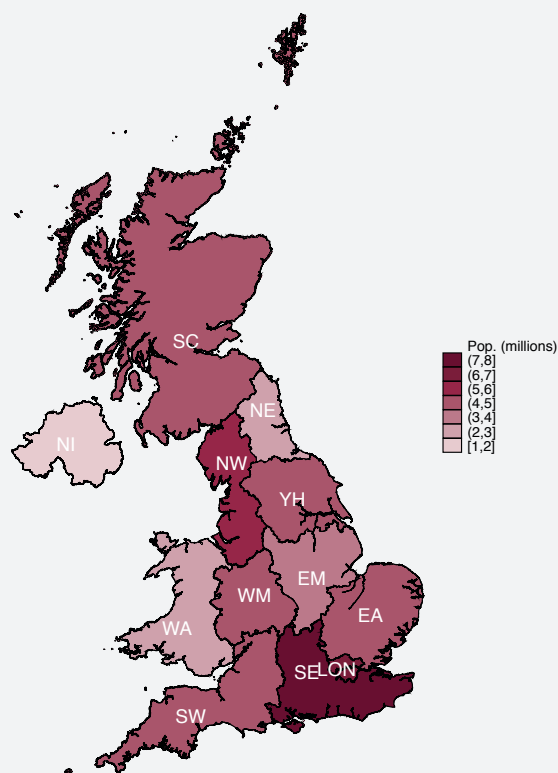 SC
Pop. (millions)
(7,8]
(6,7]
(5,6]
(4,5]
(3,4]
(2,3]
[1,2]
NE
NI
NW
YH
EM
WM
EA
WA
SE
LON
SW